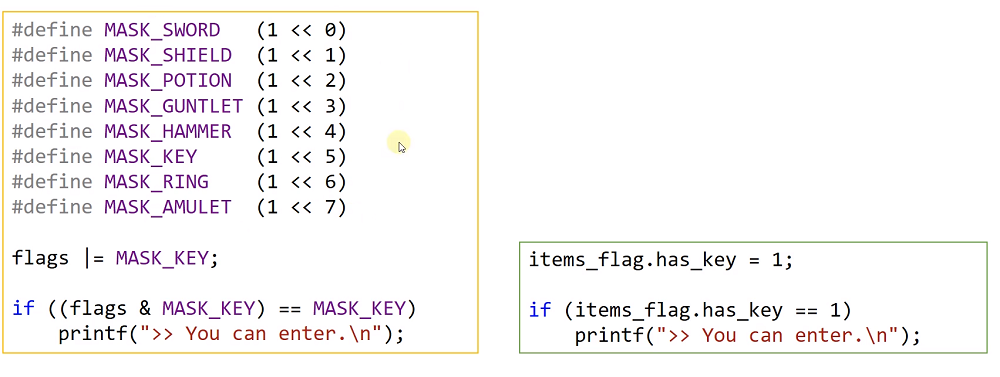 #define MASK_SWORD (1 << 0)
#define MASK_SHIELD (1 << 1)
#define MASK_POTION (1 << 2)
#define MASK_GUNTLET (1 << 3)
#define MASK_HAMMER (1 << 4)
#define MASK_KEY (1 << 5)
#define MASK_RING (1 << 6)
#define MASK_AMULET (1 << 7)
flags |= MASK_KEY;
if ((flags & MASK_KEY) == MASK_KEY)
printf(">> You can enter.\n");
items_flag.has_key = 1;
if (items_flag.has_key == 1)
printf(">> You can enter.\n");